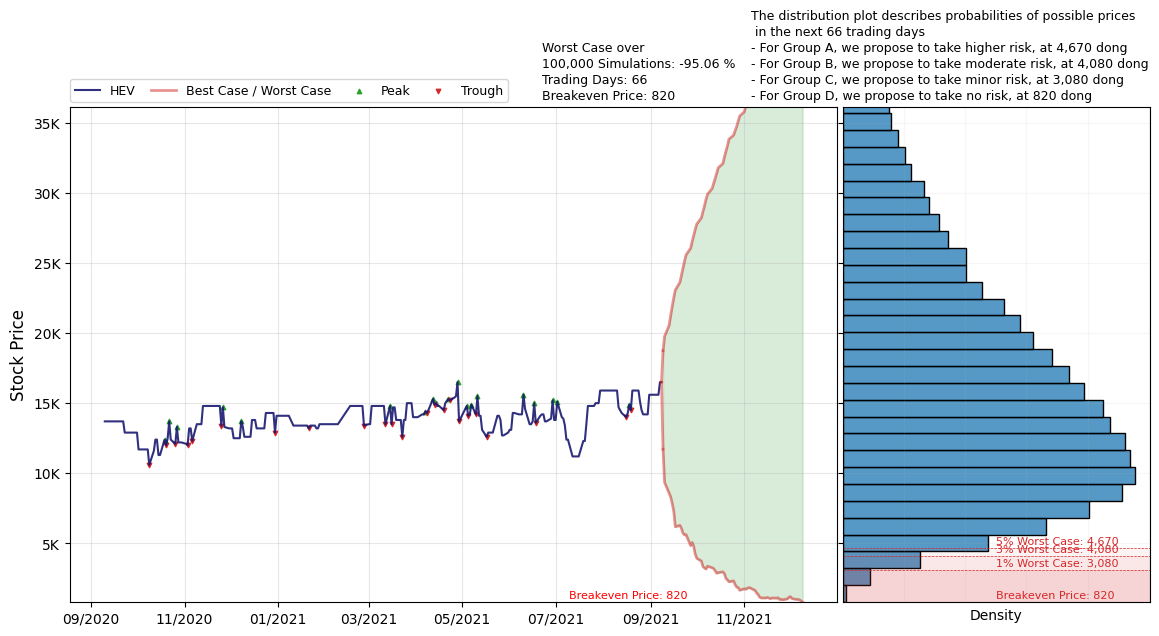 The distribution plot describes probabilities of possible prices
in the next 66 trading days
- For Group A, we propose to take higher risk, at 4,670 dong
- For Group B, we propose to take moderate risk, at 4,080 dong
- For Group C, we propose to take minor risk, at 3,080 dong
- For Group D, we propose to take no risk, at 820 dong
Worst Case over
100,000 Simulations: -95.06 %
Trading Days: 66
Breakeven Price: 820
HEV
Best Case / Worst Case
Peak
Trough
Stock Price
35K
30K
25K
20K
15K
10K
5K
Breakeven Price: 820
09/2020
11/2020
01/2021
03/2021
05/2021
07/2021
09/2021
11/2021
5% Worst Case: 4,670
3% Worst Case: 4,080
1% Worst Case: 3,080
Breakeven Price: 820
Density